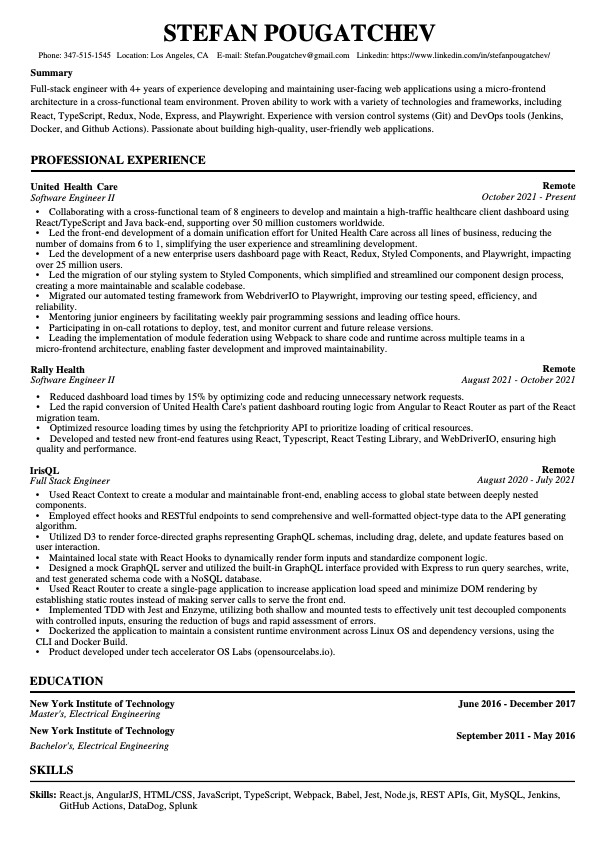 STEFAN POUGATCHEV
Phone: 347-515-1545 Location: Los Angeles, CA E-mail: Stefan.Pougatchev@gmail.com Linkedin: https://www.linkedin.com/in/stefanpougatchev/
Summary
Full-stack engineer with 4+ years of experience developing and maintaining user-facing web applications using a micro-frontend
architecture in a cross-functional team environment. Proven ability to work with a variety of technologies and frameworks, including
React, TypeScript, Redux, Node, Express, and Playwright. Experience with version control systems (Git) and DevOps tools (Jenkins,
Docker, and Github Actions). Passionate about building high-quality, user-friendly web applications.
PROFESSIONAL EXPERIENCE
United Health Care Remote
Software Engineer II October 2021 - Present
• Collaborating with a cross-functional team of 8 engineers to develop and maintain a high-traffic healthcare client dashboard using
React/TypeScript and Java back-end, supporting over 50 million customers worldwide.
• Led the front-end development of a domain unification effort for United Health Care across all lines of business, reducing the
number of domains from 6 to 1, simplifying the user experience and streamlining development.
• Led the development of a new enterprise users dashboard page with React, Redux, Styled Components, and Playwright, impacting
over 25 million users.
• Led the migration of our styling system to Styled Components, which simplified and streamlined our component design process,
creating a more maintainable and scalable codebase.
• Migrated our automated testing framework from WebdriverIO to Playwright, improving our testing speed, efficiency, and
reliability.
• Mentoring junior engineers by facilitating weekly pair programming sessions and leading office hours.
• Participating in on-call rotations to deploy, test, and monitor current and future release versions.
• Leading the implementation of module federation using Webpack to share code and runtime across multiple teams in a
micro-frontend architecture, enabling faster development and improved maintainability.
Rally Health Remote
Software Engineer II August 2021 - October 2021
• Reduced dashboard load times by 15% by optimizing code and reducing unnecessary network requests.
• Led the rapid conversion of United Health Care's patient dashboard routing logic from Angular to React Router as part of the React
migration team.
• Optimized resource loading times by using the fetchpriority API to prioritize loading of critical resources.
• Developed and tested new front-end features using React, Typescript, React Testing Library, and WebDriverIO, ensuring high
quality and performance.
IrisQL Remote
Full Stack Engineer August 2020 - July 2021
• Used React Context to create a modular and maintainable front-end, enabling access to global state between deeply nested
components.
• Employed effect hooks and RESTful endpoints to send comprehensive and well-formatted object-type data to the API generating
algorithm.
• Utilized D3 to render force-directed graphs representing GraphQL schemas, including drag, delete, and update features based on
user interaction.
• Maintained local state with React Hooks to dynamically render form inputs and standardize component logic.
• Designed a mock GraphQL server and utilized the built-in GraphQL interface provided with Express to run query searches, write,
and test generated schema code with a NoSQL database.
• Used React Router to create a single-page application to increase application load speed and minimize DOM rendering by
establishing static routes instead of making server calls to serve the front end.
• Implemented TDD with Jest and Enzyme, utilizing both shallow and mounted tests to effectively unit test decoupled components
with controlled inputs, ensuring the reduction of bugs and rapid assessment of errors.
• Dockerized the application to maintain a consistent runtime environment across Linux OS and dependency versions, using the
CLI and Docker Build.
• Product developed under tech accelerator OS Labs (opensourcelabs.io).
EDUCATION
New York Institute of Technology June 2016 - December 2017
Master's, Electrical Engineering
New York Institute of Technology September 2011 - May 2016
Bachelor's, Electrical Engineering
SKILLS
Skills: React.js, AngularJS, HTML/CSS, JavaScript, TypeScript, Webpack, Babel, Jest, Node.js, REST APIs, Git, MySQL, Jenkins,
GitHub Actions, DataDog, Splunk